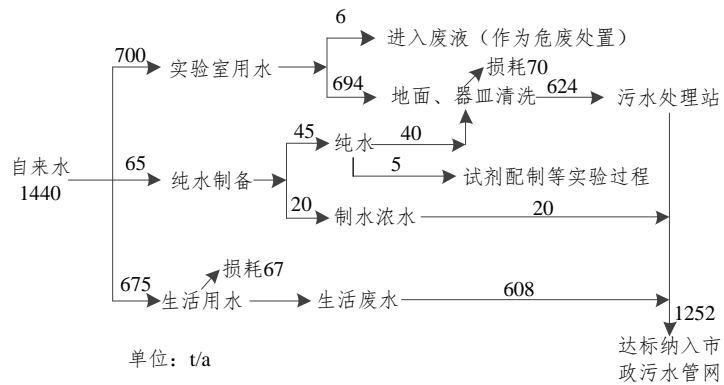 6
进入废液（作为危废处置）
700
实验室用水
损耗70
694
地面、器皿清洗
624
污水处理站
45
纯水
40
自来水
1440
65
纯水制备
5
试剂配制等实验过程
20
制水浓水
20
损耗67
675
生活用水
生活废水
608
1252
单位：t/a
达标纳入市
政污水管网